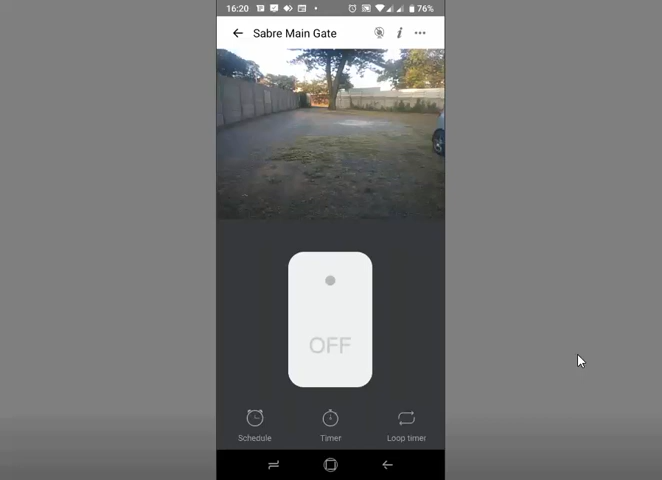 16:20
76%
Sabre Main Gate
i
OFF
Schedule
Timer
Loop timer